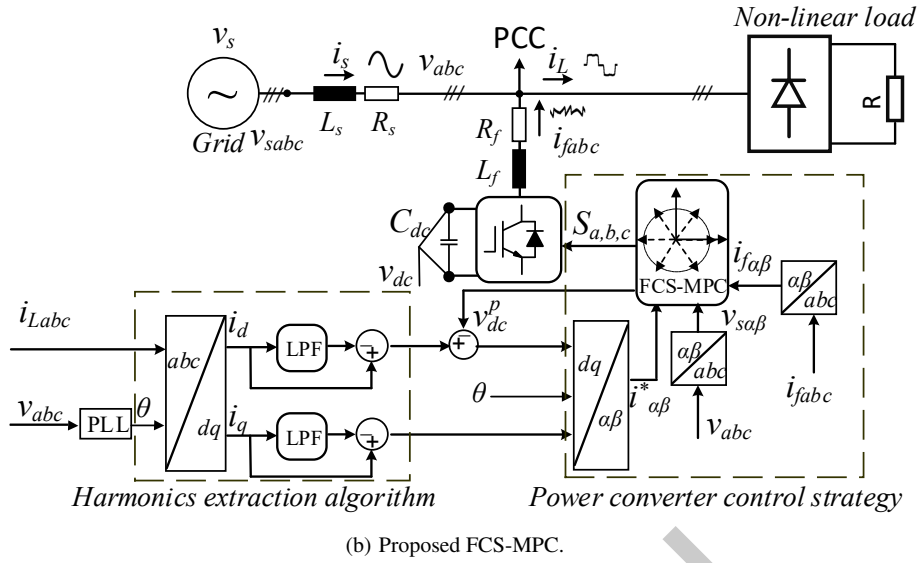 Non-linear load
v_s
PCC
i_s
v_abc
i_L
~
L_s
R_s
Grid
v_sabc
R_f
i_fabc
R
L_f
C_dc
S_a,b,c
v_dc
FCS-MPC
i_fαβ
αβ
abc
i_Labc
v_dc^p
v_sαβ
i_d
LPF
−
+
−
+
abc
dq
αβ
abc
θ
i*_αβ
i_fabc
v_abc
PLL
θ
dq
i_q
LPF
−
+
αβ
v_abc
Harmonics extraction algorithm
Power converter control strategy
(b) Proposed FCS-MPC.